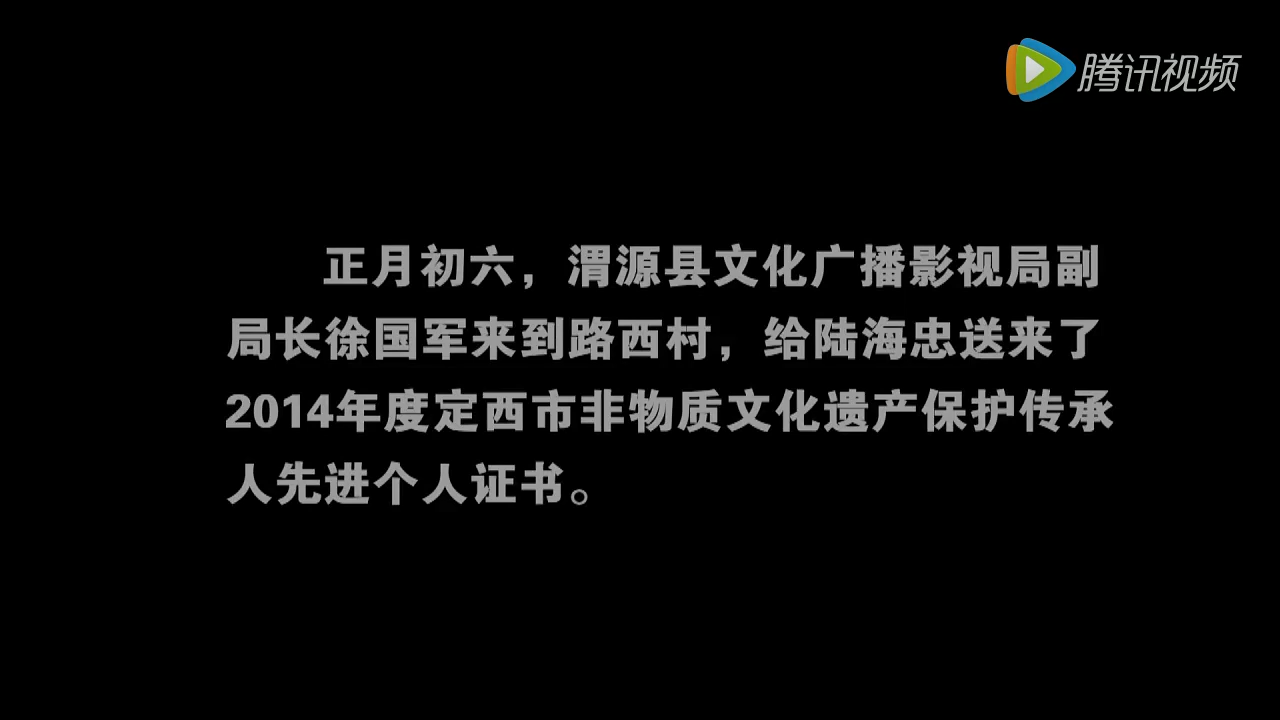 腾讯视频
正月初六，渭源县文化广播影视局副
局长徐国军来到路西村，给陆海忠送来了
2014年度定西市非物质文化遗产保护传承
人先进个人证书。